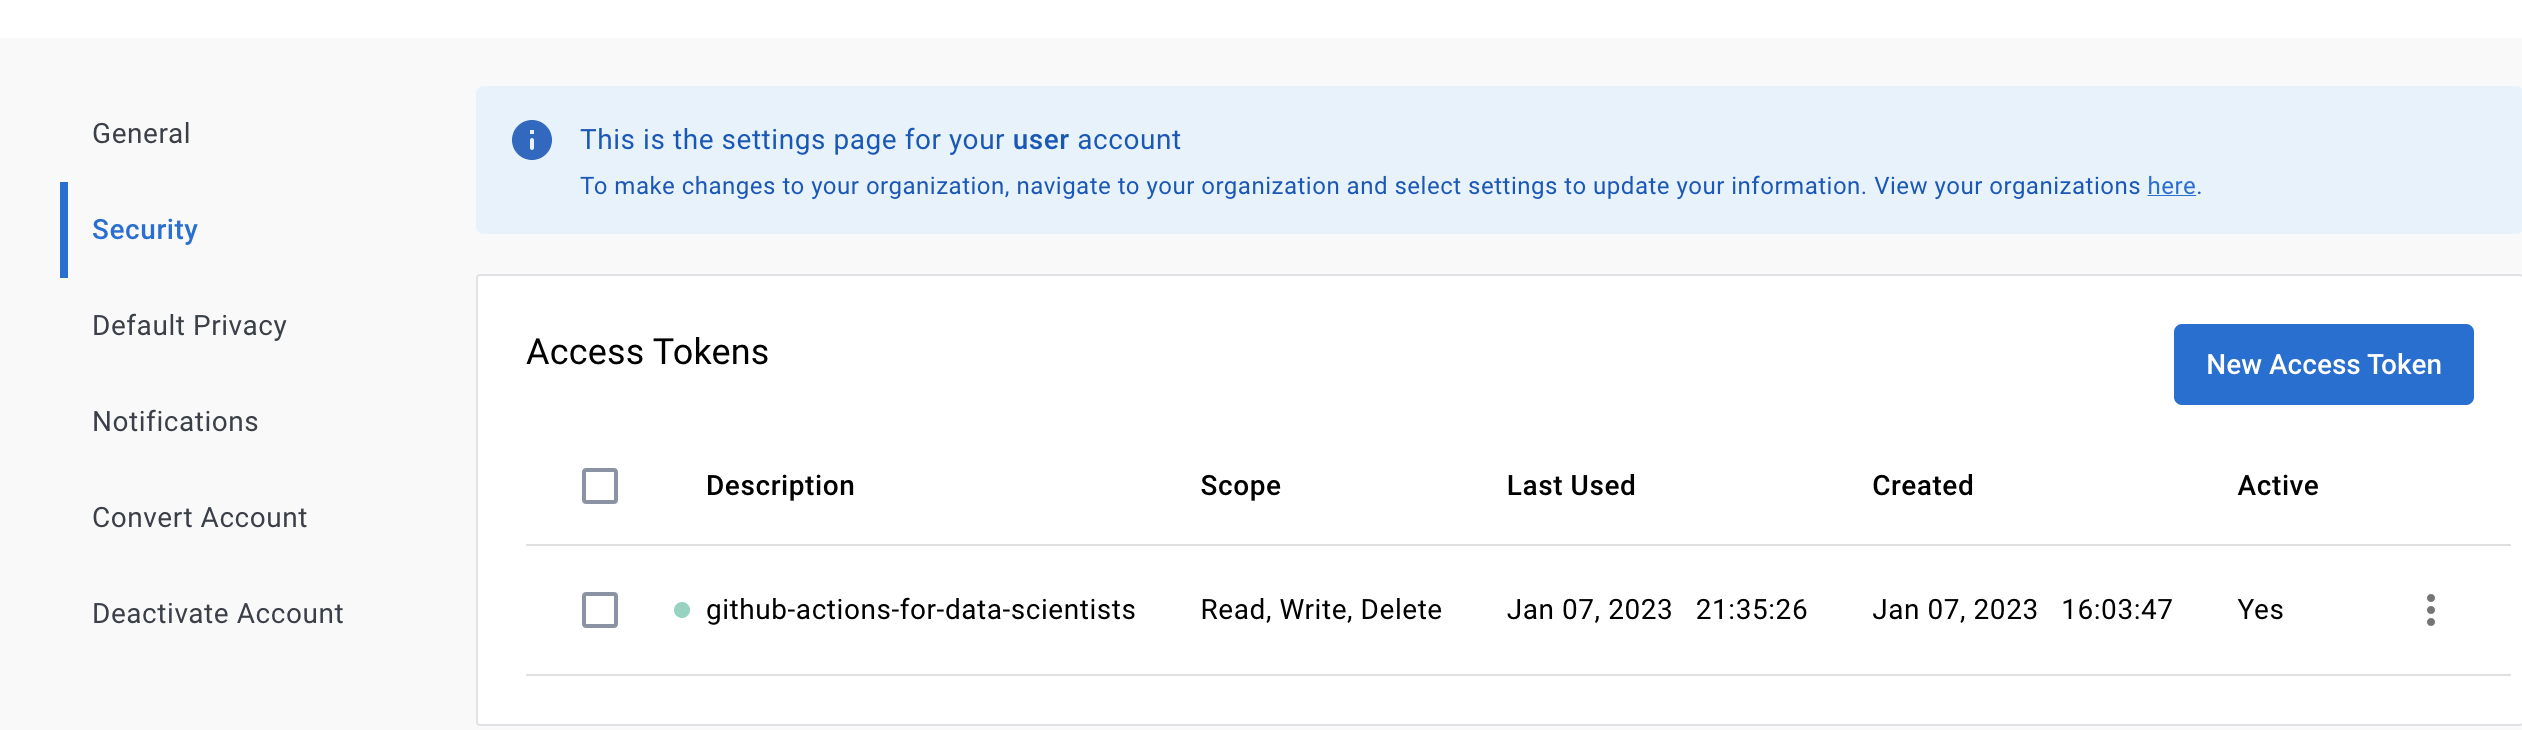 General
Security
Default Privacy
Notifications
Convert Account
Deactivate Account
This is the settings page for your user account
To make changes to your organization, navigate to your organization and select settings to update your information. View your organizations here.
Access Tokens
New Access Token
Description Scope Last Used Created Active
github-actions-for-data-scientists Read, Write, Delete Jan 07, 2023 21:35:26 Jan 07, 2023 16:03:47 Yes